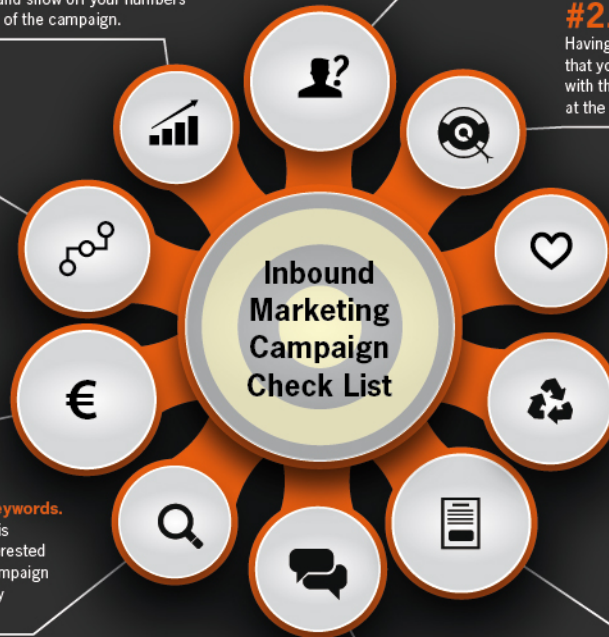 and show off your numbers
of the campaign.
#2.
Having
that yo
with th
at the
?
Inbound
Marketing
Campaign
Check List
€
eywords.
is
rested
mpaign
y